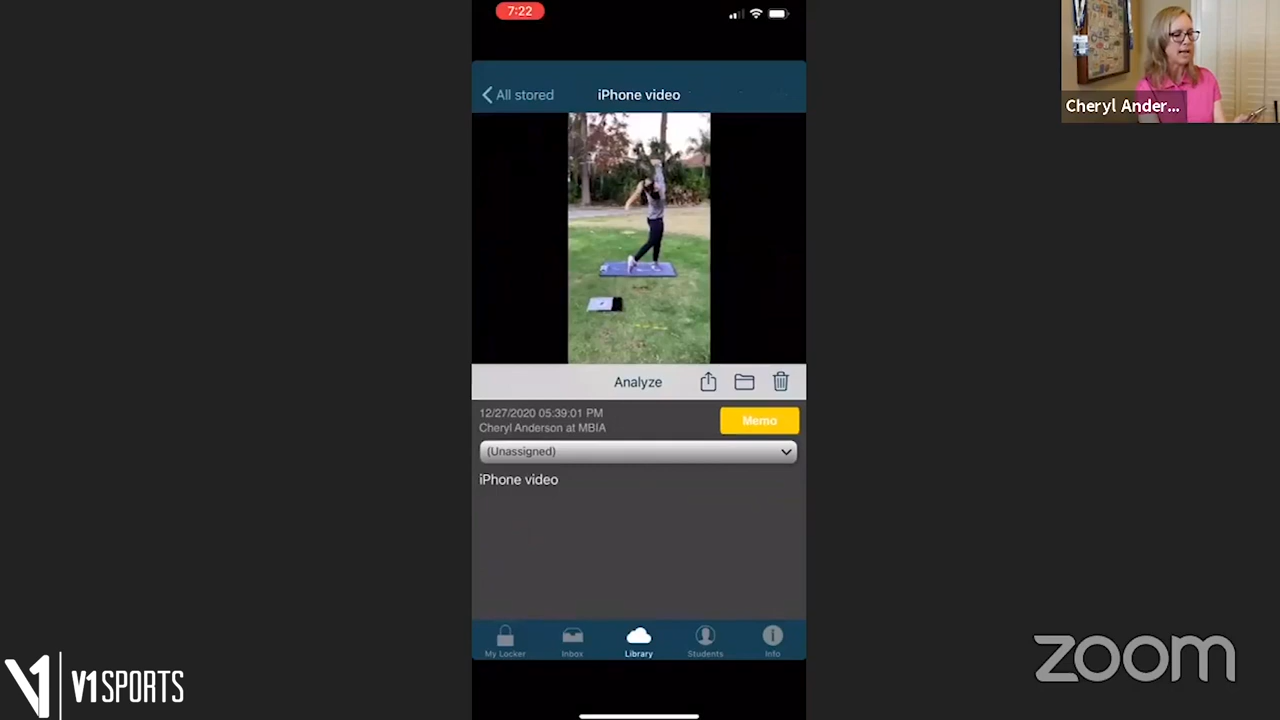 7:22
All stored
iPhone video
Cheryl Ander...
Analyze
12/27/2020 05:39:01 PM
Cheryl Anderson at MBIA
Memo
(Unassigned)
iPhone video
My Locker
Inbox
Library
Students
Info
V1 SPORTS
zoom